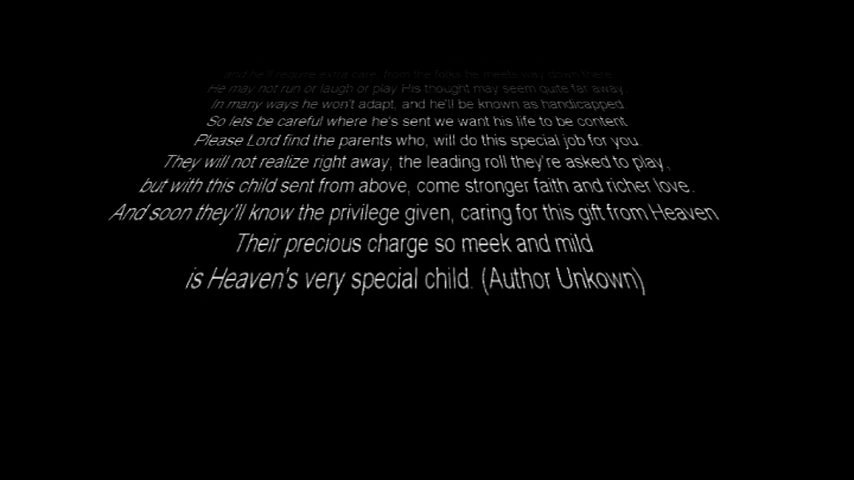 and he'll require extra care, from the folks he meets way down there.
He may not run or laugh or play His thought may seem quite far away,
In many ways he won't adapt, and he'll be known as handicapped.
So lets be careful where he's sent we want his life to be content
Please Lord find the parents who, will do this special job for you.
They will not realize right away, the leading roll they're asked to play,
but with this child sent from above, come stronger faith and richer love.
And soon they'll know the privilege given, caring for this gift from Heaven
Their precious charge so meek and mild
is Heaven's very special child. (Author Unkown)